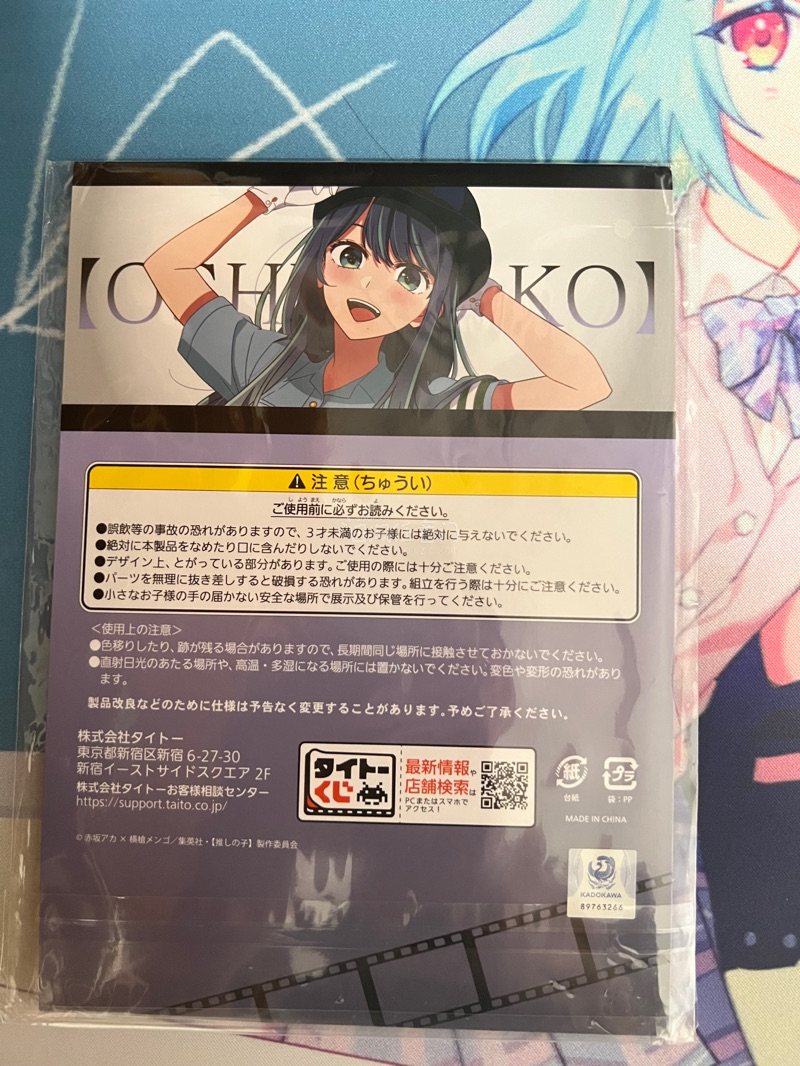 【OSHI NO KO】
注意(ちゅうい)
ご使用前に必ずお読みください。
●誤飲等の事故の恐れがありますので、3才未満のお子様には絶対に与えないでください。
●絶対に本製品をなめたり口に含んだりしないでください。
●デザイン上、とがっている部分があります。ご使用の際には十分ご注意ください。
●パーツを無理に抜き差しすると破損する恐れがあります。組立を行う際は十分にご注意ください。
●小さなお子様の手の届かない安全な場所で展示及び保管を行ってください。
<使用上の注意>
●色移りしたり、跡が残る場合がありますので、長期間同じ場所に接触させておかないでください。
●直射日光のあたる場所や、高温・多湿になる場所には置かないでください。変色や変形の恐れがあり
ます。
製品改良などのために仕様は予告なく変更することがあります。予めご了承ください。
株式会社タイトー
東京都新宿区新宿 6-27-30
新宿イーストサイドスクエア 2F
株式会社タイトーお客様相談センター
https://support.taito.co.jp/
タイトー
くじ
最新情報や
店舗検索は
PCまたはスマホで
アクセス!
紙
台紙
プラ
袋:PP
MADE IN CHINA
© 赤坂アカ × 横槍メンゴ/集英社・【推しの子】製作委員会
KADOKAWA
89763266